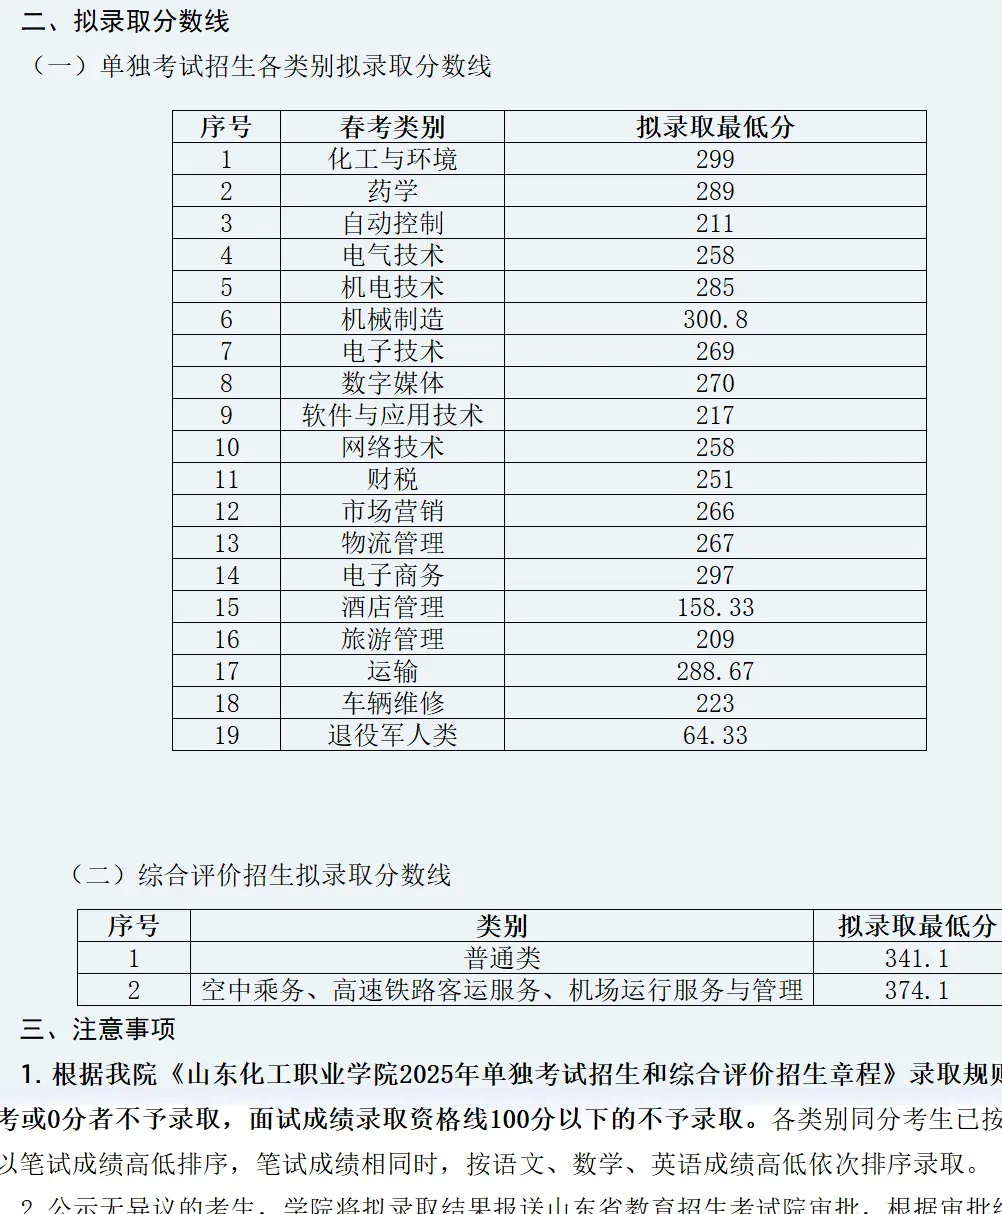 二、拟录取分数线
（一）单独考试招生各类别拟录取分数线
序号 春考类别 拟录取最低分
1 化工与环境 299
2 药学 289
3 自动控制 211
4 电气技术 258
5 机电技术 285
6 机械制造 300.8
7 电子技术 269
8 数字媒体 270
9 软件与应用技术 217
10 网络技术 258
11 财税 251
12 市场营销 266
13 物流管理 267
14 电子商务 297
15 酒店管理 158.33
16 旅游管理 209
17 运输 288.67
18 车辆维修 223
19 退役军人类 64.33
（二）综合评价招生拟录取分数线
序号 类别 拟录取最低分
1 普通类 341.1
2 空中乘务、高速铁路客运服务、机场运行服务与管理 374.1
三、注意事项
1. 根据我院《山东化工职业学院2025年单独考试招生和综合评价招生章程》录取规则
考或0分者不予录取，面试成绩录取资格线100分以下的不予录取。各类别同分考生已按
以笔试成绩高低排序，笔试成绩相同时，按语文、数学、英语成绩高低依次排序录取。
2. 公示无异议的考生，学院将拟录取结果报送山东省教育招生考试院审批，根据审批结